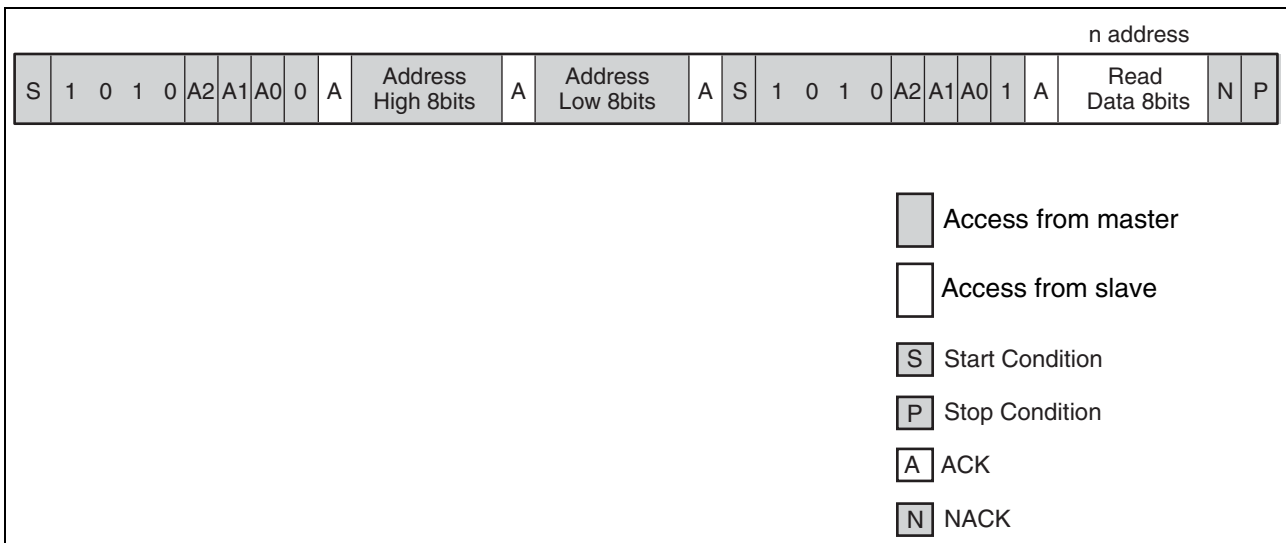 n address
S 1 0 1 0 A2 A1 A0 0 A Address High 8bits A Address Low 8bits A S 1 0 1 0 A2 A1 A0 1 A Read Data 8bits N P
Access from master
Access from slave
S Start Condition
P Stop Condition
A ACK
N NACK